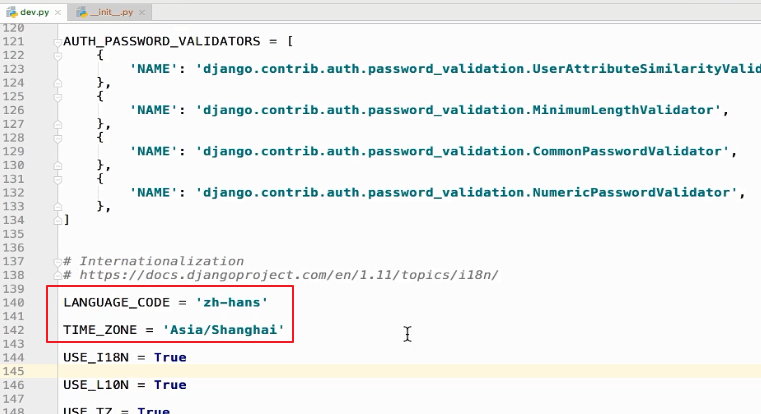 dev.py
__init__.py
120
121 AUTH_PASSWORD_VALIDATORS = [
122 {
123 'NAME': 'django.contrib.auth.password_validation.UserAttributeSimilarityValid
124 },
125 {
126 'NAME': 'django.contrib.auth.password_validation.MinimumLengthValidator',
127 },
128 {
129 'NAME': 'django.contrib.auth.password_validation.CommonPasswordValidator',
130 },
131 {
132 'NAME': 'django.contrib.auth.password_validation.NumericPasswordValidator',
133 },
134 ]
135
136
137 # Internationalization
138 # https://docs.djangoproject.com/en/1.11/topics/i18n/
139
140 LANGUAGE_CODE = 'zh-hans'
141
142 TIME_ZONE = 'Asia/Shanghai'
143
144 USE_I18N = True
145
146 USE_L10N = True
147
148 USE_TZ = True